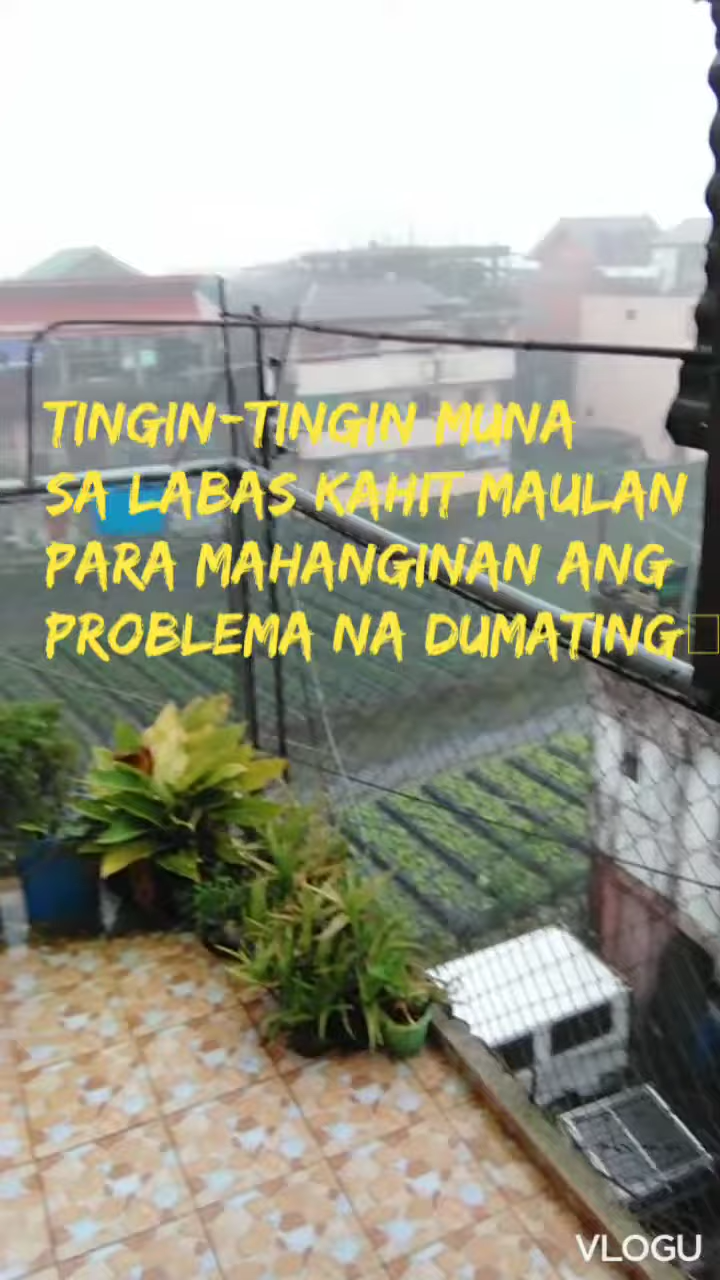 TINGIN-TINGIN MUNA
SA LABAS KAHIT MAULAN
PARA MAHANGINAN ANG
PROBLEMA NA DUMATING
VLOGU